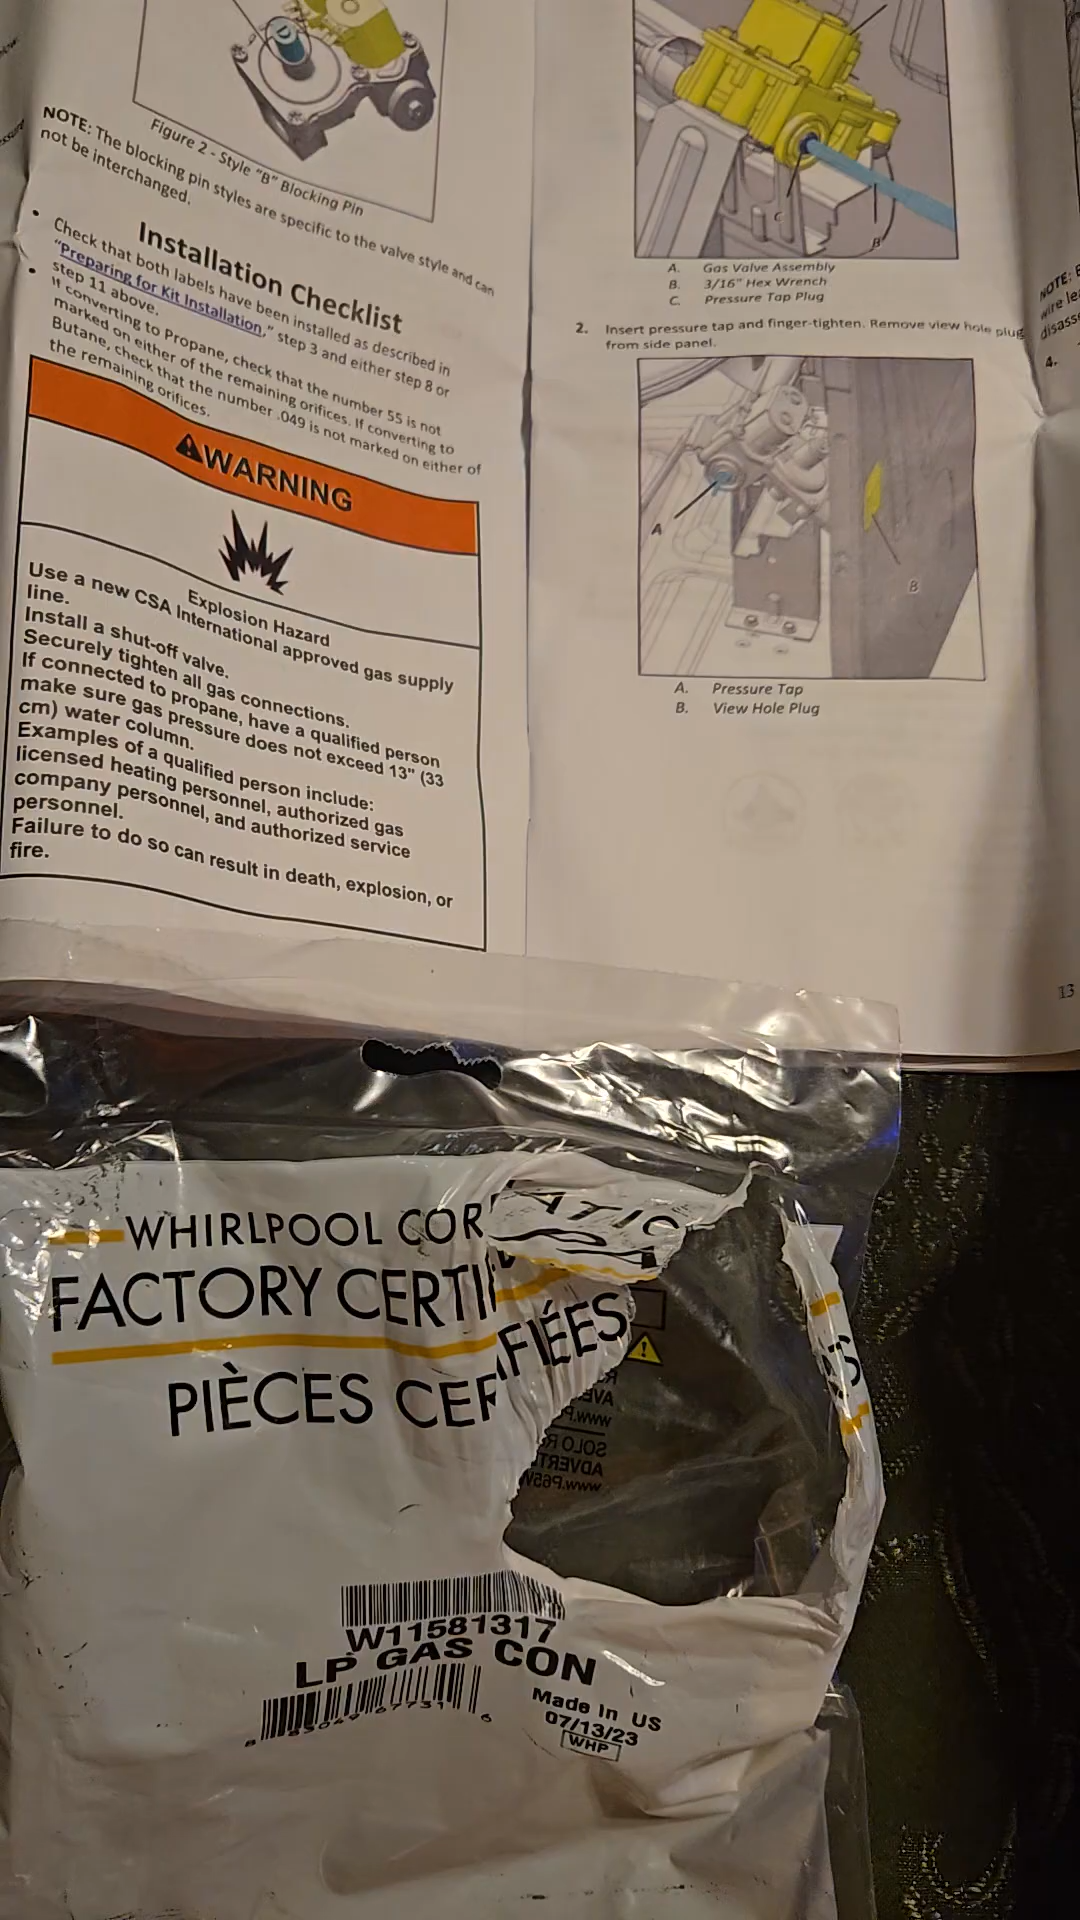 Figure 2 - Style "B" Blocking Pin
NOTE: The blocking pin styles are specific to the valve style and can
not be interchanged.
Installation Checklist
• Check that both labels have been installed as described in
"Preparing for Kit Installation," step 3 and either step 8 or
step 11 above.
• If converting to Propane, check that the number 55 is not
marked on either of the remaining orifices. If converting to
Butane, check that the number .049 is not marked on either of
the remaining orifices.
WARNING
Explosion Hazard
Use a new CSA International approved gas supply
line.
Install a shut-off valve.
Securely tighten all gas connections.
If connected to propane, have a qualified person
make sure gas pressure does not exceed 13" (33
cm) water column.
Examples of a qualified person include:
licensed heating personnel, authorized gas
company personnel, and authorized service
personnel.
Failure to do so can result in death, explosion, or
fire.
C
B
A. Gas Valve Assembly
B. 3/16" Hex Wrench
C. Pressure Tap Plug
2. Insert pressure tap and finger-tighten. Remove view hole plug
from side panel.
A
B
A. Pressure Tap
B. View Hole Plug
NOTE:
wire
4.
13
WHIRLPOOL COR ATIO
FACTORY CERTI
PIÈCES CER IFIÉES
SOLO
ADVERT
www.P65
W11581317
LP GAS CON
Made In US
07/13/23
WHP